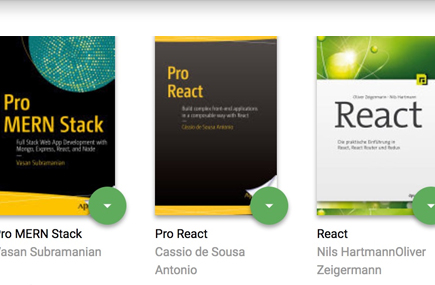 Pro
MERN Stack
Full Stack Web App Development with
Mongo, Express, React, and Node
Vasan Subramanian
Pro
React
Build complex front-end applications
in a composable way with React
Cassio de Sousa Antonio
Oliver Zeigermann · Nils Hartmann
React
Die praktische Einführung in
React, React Router und Redux
Pro MERN Stack
Vasan Subramanian
Pro React
Cassio de Sousa
Antonio
React
Nils HartmannOliver
Zeigermann